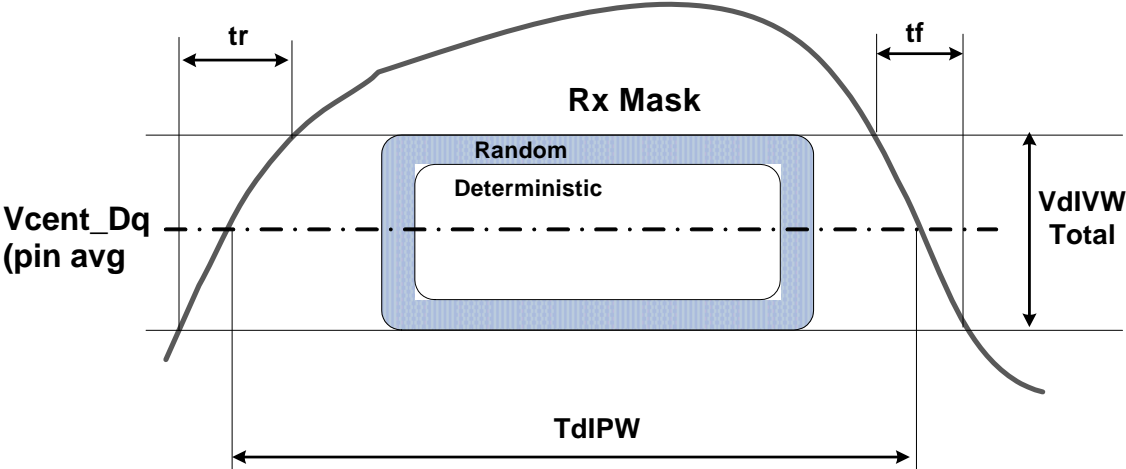 tr
tf
Rx Mask
Random
Deterministic
Vcent_Dq
(pin avg
VdIVW
Total
TdIPW